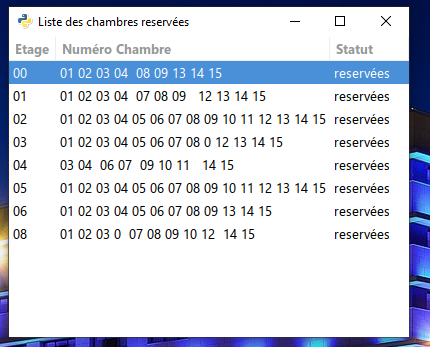 Liste des chambres reservées
Etage Numéro Chambre Statut
00 01 02 03 04 08 09 13 14 15 reservées
01 01 02 03 04 07 08 09 12 13 14 15 reservées
02 01 02 03 04 05 06 07 08 09 10 11 12 13 14 15 reservées
03 01 02 03 04 05 06 07 08 0 12 13 14 15 reservées
04 03 04 06 07 09 10 11 14 15 reservées
05 01 02 03 04 05 06 07 08 09 10 11 12 13 14 15 reservées
06 01 02 03 04 05 06 07 08 09 13 14 15 reservées
08 01 02 03 0 07 08 09 10 12 14 15 reservées